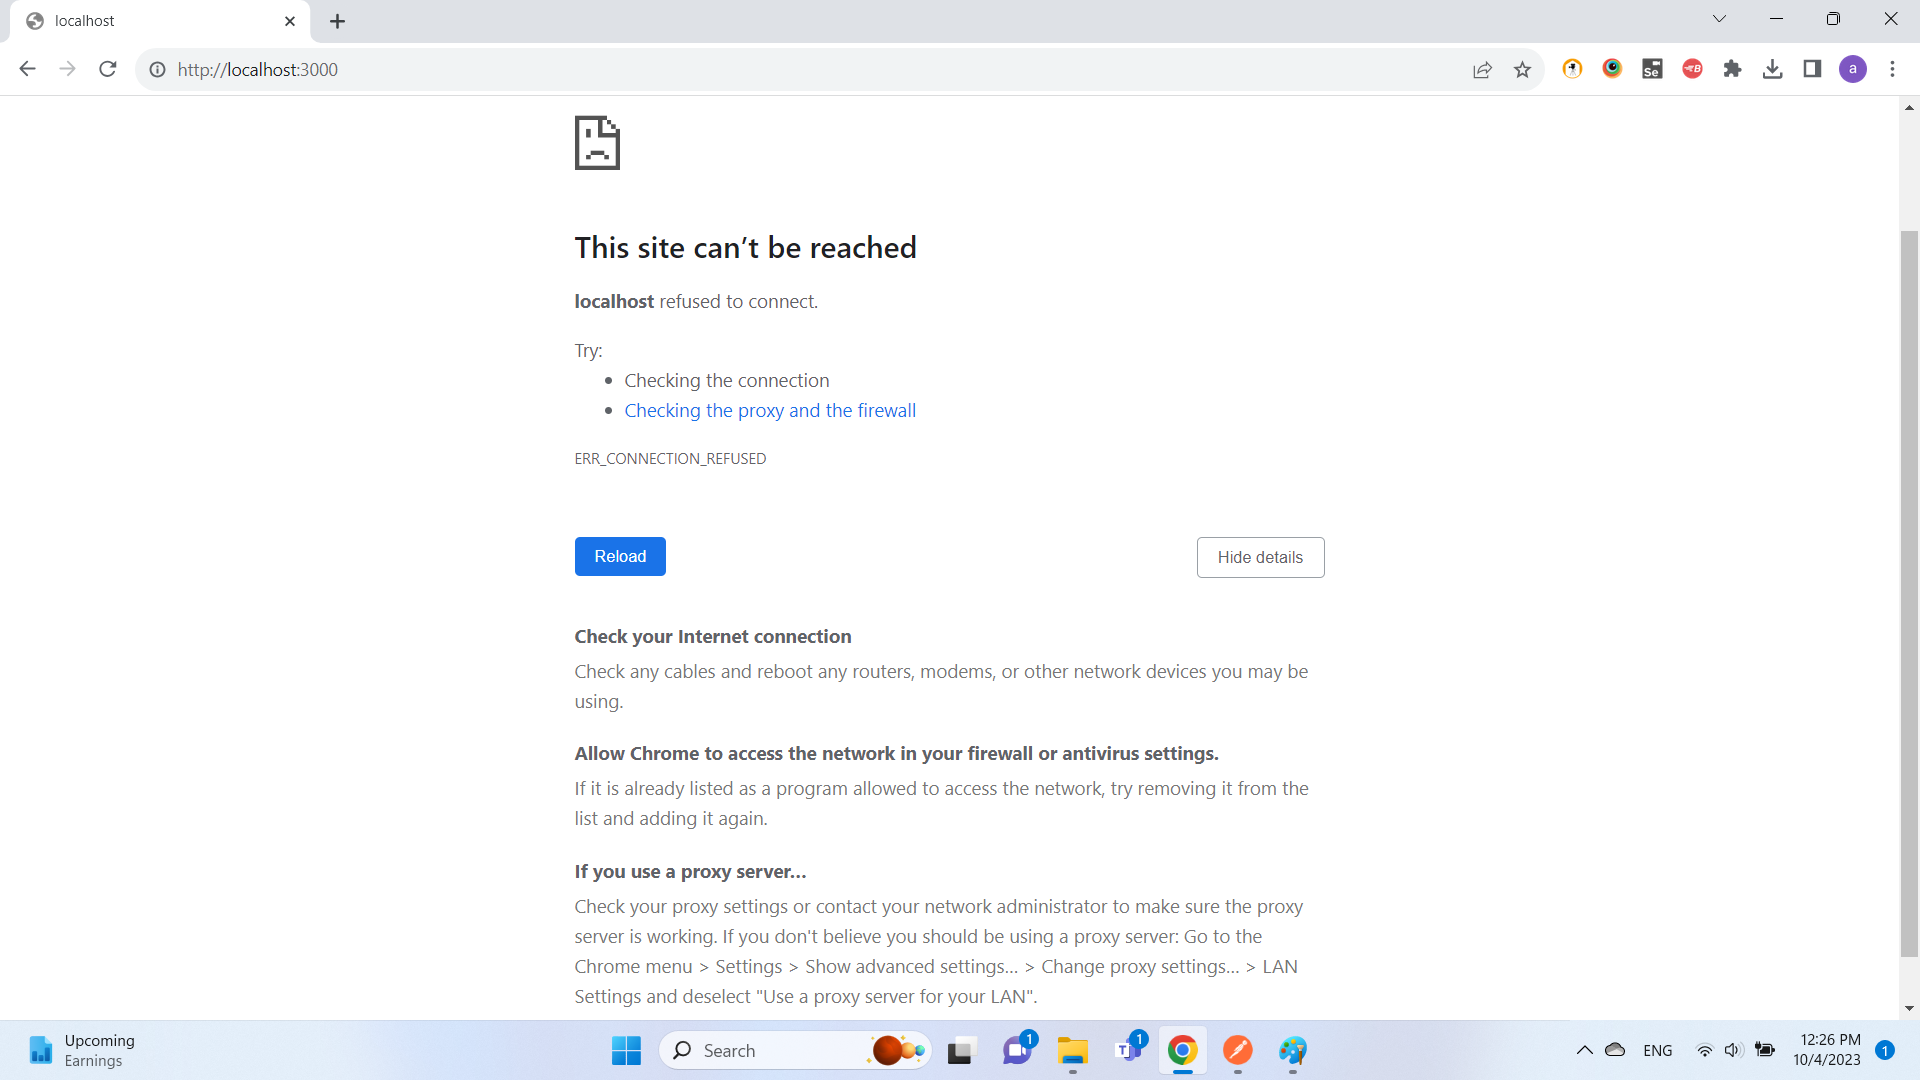 localhost
http://localhost:3000
Se
B
a
This site can’t be reached
localhost refused to connect.
Try:
Checking the connection
Checking the proxy and the firewall
ERR_CONNECTION_REFUSED
Reload
Hide details
Check your Internet connection
Check any cables and reboot any routers, modems, or other network devices you may be
using.
Allow Chrome to access the network in your firewall or antivirus settings.
If it is already listed as a program allowed to access the network, try removing it from the
list and adding it again.
If you use a proxy server…
Check your proxy settings or contact your network administrator to make sure the proxy
server is working. If you don't believe you should be using a proxy server: Go to the
Chrome menu > Settings > Show advanced settings… > Change proxy settings… > LAN
Settings and deselect "Use a proxy server for your LAN".
Upcoming
Earnings
Search
1
T
1
ENG
12:26 PM
10/4/2023
1